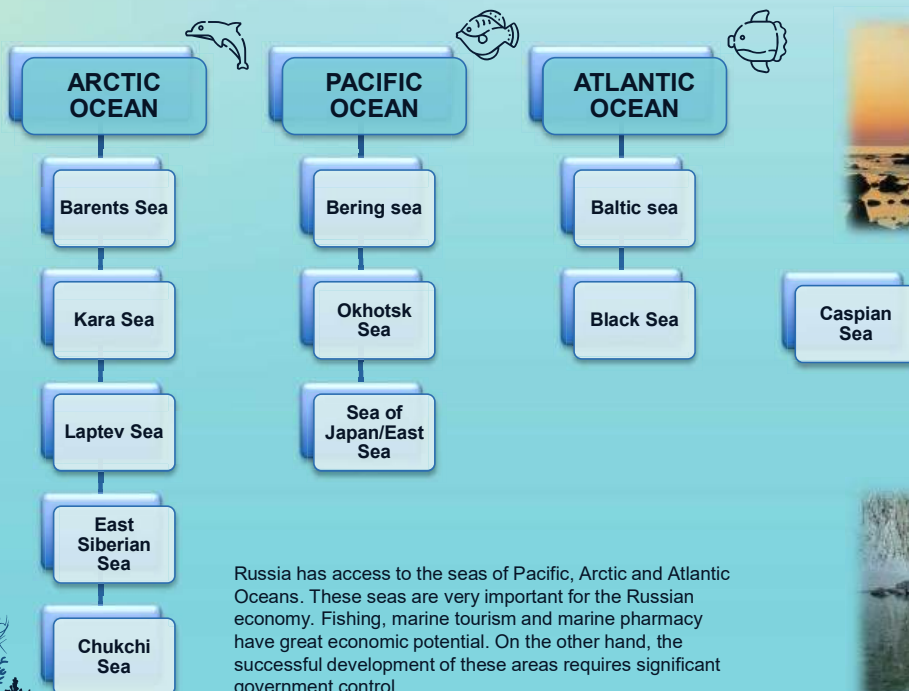 ARCTIC
OCEAN
Barents Sea
Kara Sea
Laptev Sea
East
Siberian
Sea
Chukchi
Sea
PACIFIC
OCEAN
Bering sea
Okhotsk
Sea
Sea of
Japan/East
Sea
ATLANTIC
OCEAN
Baltic sea
Black Sea
Caspian
Sea
Russia has access to the seas of Pacific, Arctic and Atlantic
Oceans. These seas are very important for the Russian
economy. Fishing, marine tourism and marine pharmacy
have great economic potential. On the other hand, the
successful development of these areas requires significant
government control